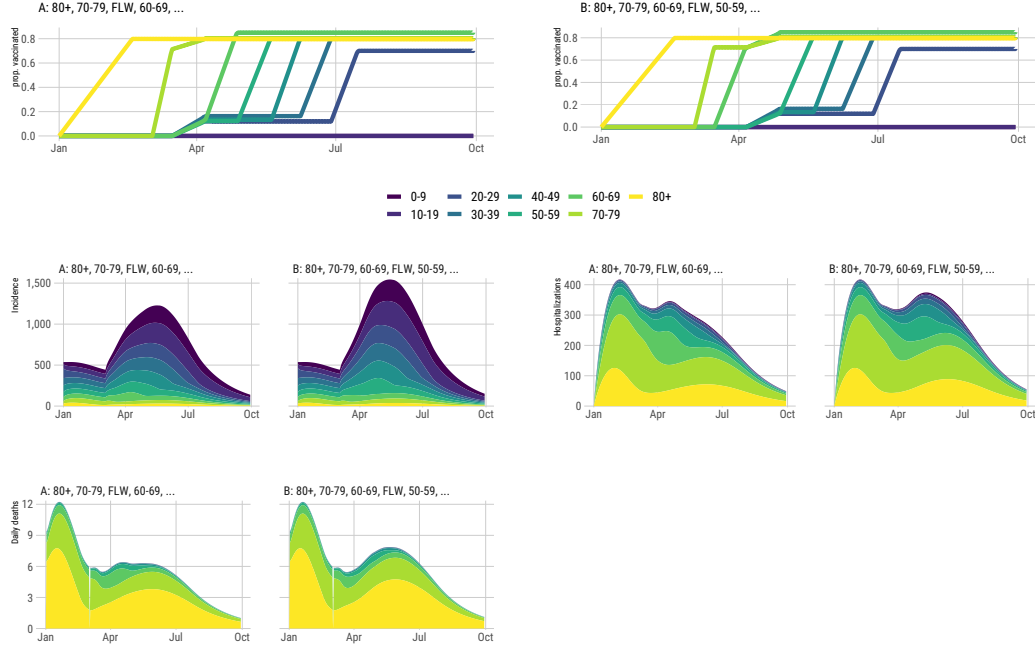 A: 80+, 70-79, FLW, 60-69, ...
B: 80+, 70-79, 60-69, FLW, 50-59, ...
prop. vaccinated
0.8
0.6
0.4
0.2
0.0
Jan Apr Jul Oct
prop. vaccinated
0.8
0.6
0.4
0.2
0.0
Jan Apr Jul Oct
0-9 20-29 40-49 60-69 80+
10-19 30-39 50-59 70-79
A: 80+, 70-79, FLW, 60-69, ...
B: 80+, 70-79, 60-69, FLW, 50-59, ...
Incidence
1,500
1,000
500
0
Jan Apr Jul Oct
Jan Apr Jul Oct
A: 80+, 70-79, FLW, 60-69, ...
B: 80+, 70-79, 60-69, FLW, 50-59, ...
Hospitalizations
400
300
200
100
0
Jan Apr Jul Oct
Jan Apr Jul Oct
A: 80+, 70-79, FLW, 60-69, ...
B: 80+, 70-79, 60-69, FLW, 50-59, ...
Daily deaths
12
9
6
3
0
Jan Apr Jul Oct
Jan Apr Jul Oct